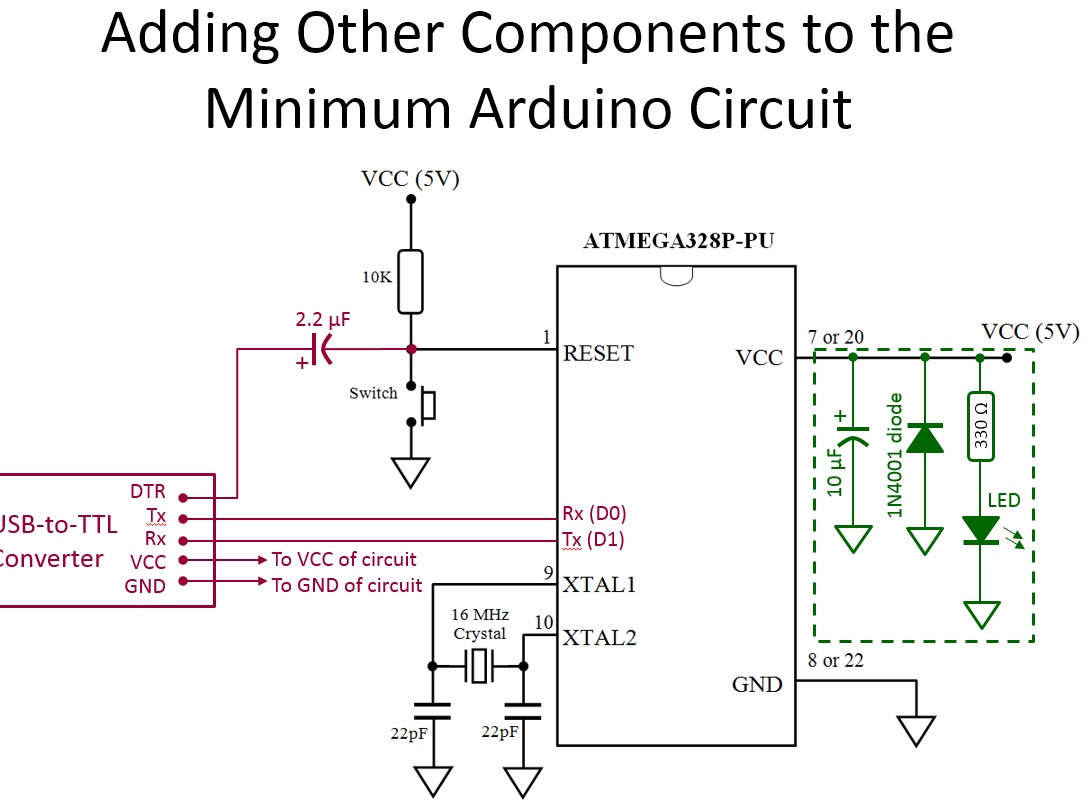 Adding Other Components to the
Minimum Arduino Circuit
VCC (5V)
ATMEGA328P-PU
10K
2.2 µF
+
1
RESET
Switch
7 or 20
VCC
VCC (5V)
+
10 µF
1N4001 diode
330 Ω
LED
DTR
Tx
Rx
VCC
GND
USB-to-TTL
Converter
Rx (D0)
Tx (D1)
To VCC of circuit
To GND of circuit
9
XTAL1
16 MHz
Crystal
10
XTAL2
22pF
22pF
8 or 22
GND